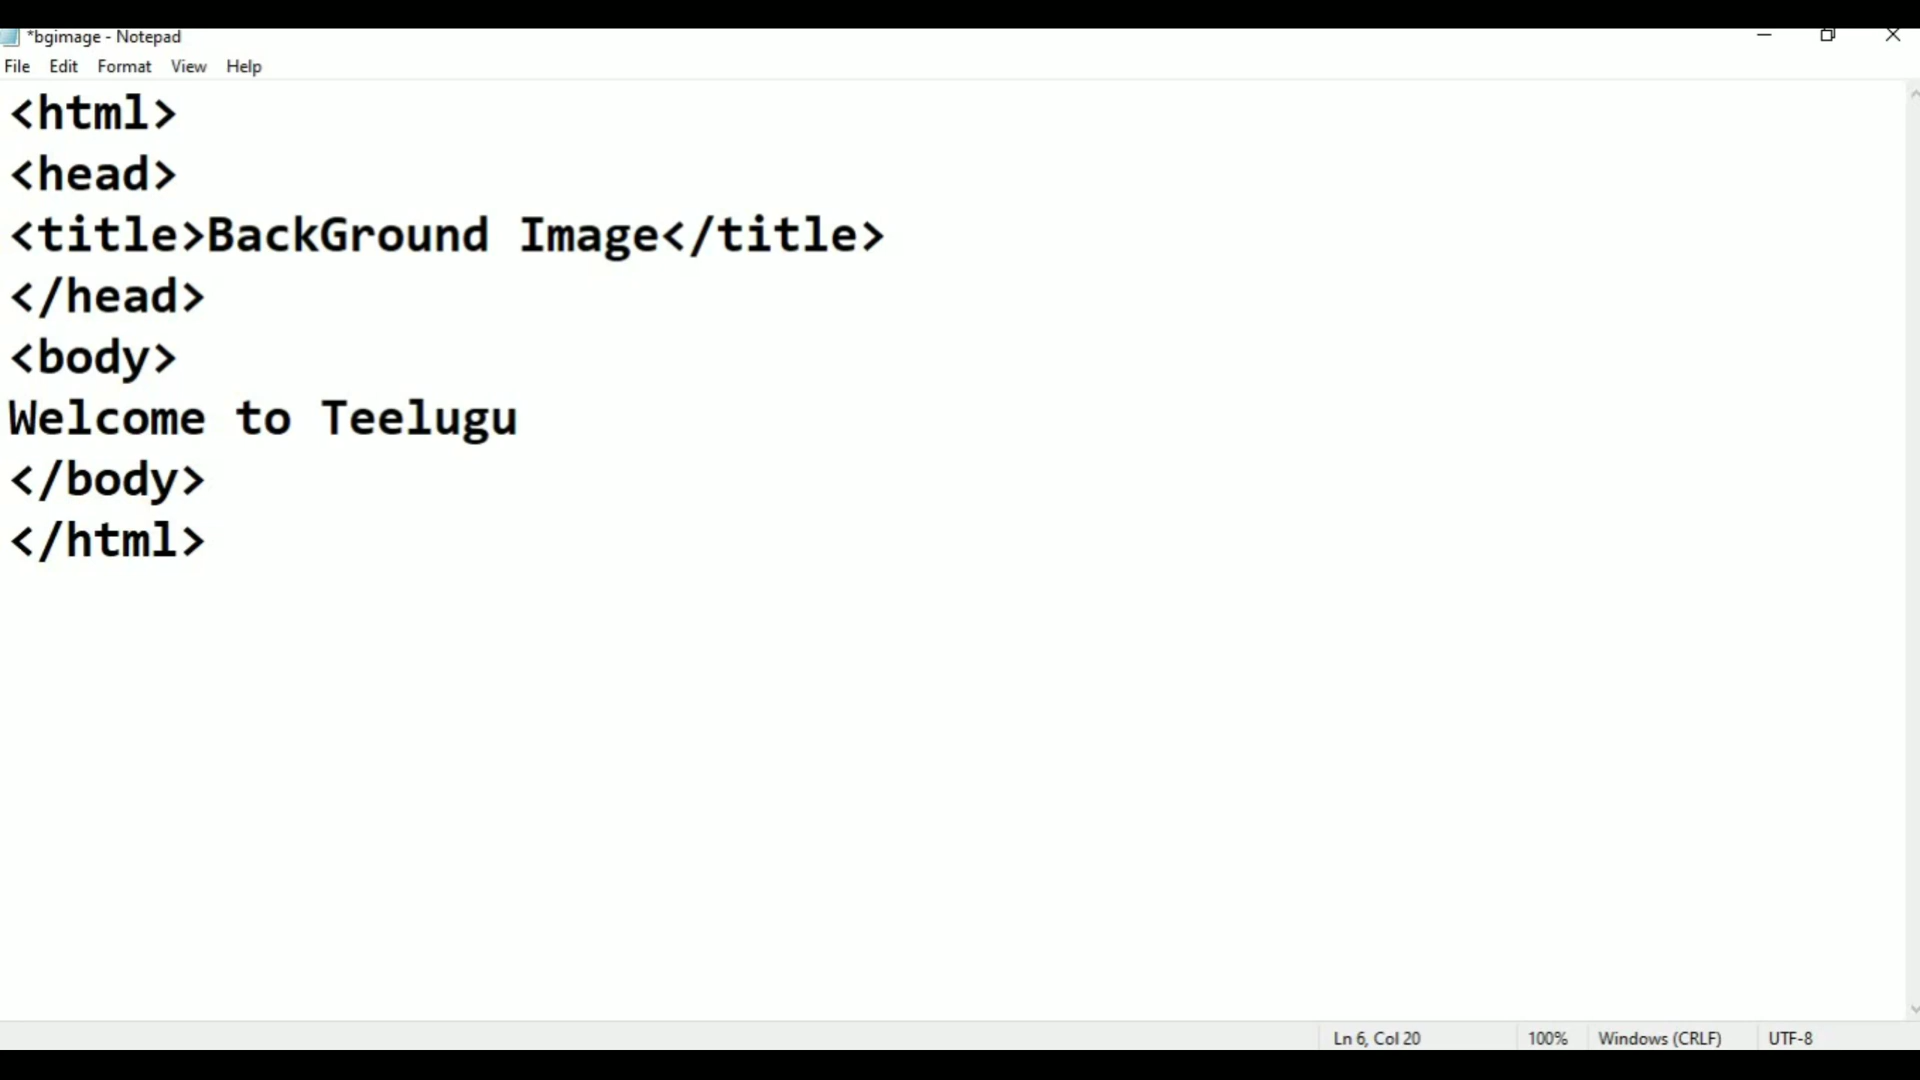 *bgimage - Notepad
File Edit Format View Help
<html>
<head>
<title>BackGround Image</title>
</head>
<body>
Welcome to Teelugu
</body>
</html>
Ln 6, Col 20 100% Windows (CRLF) UTF-8